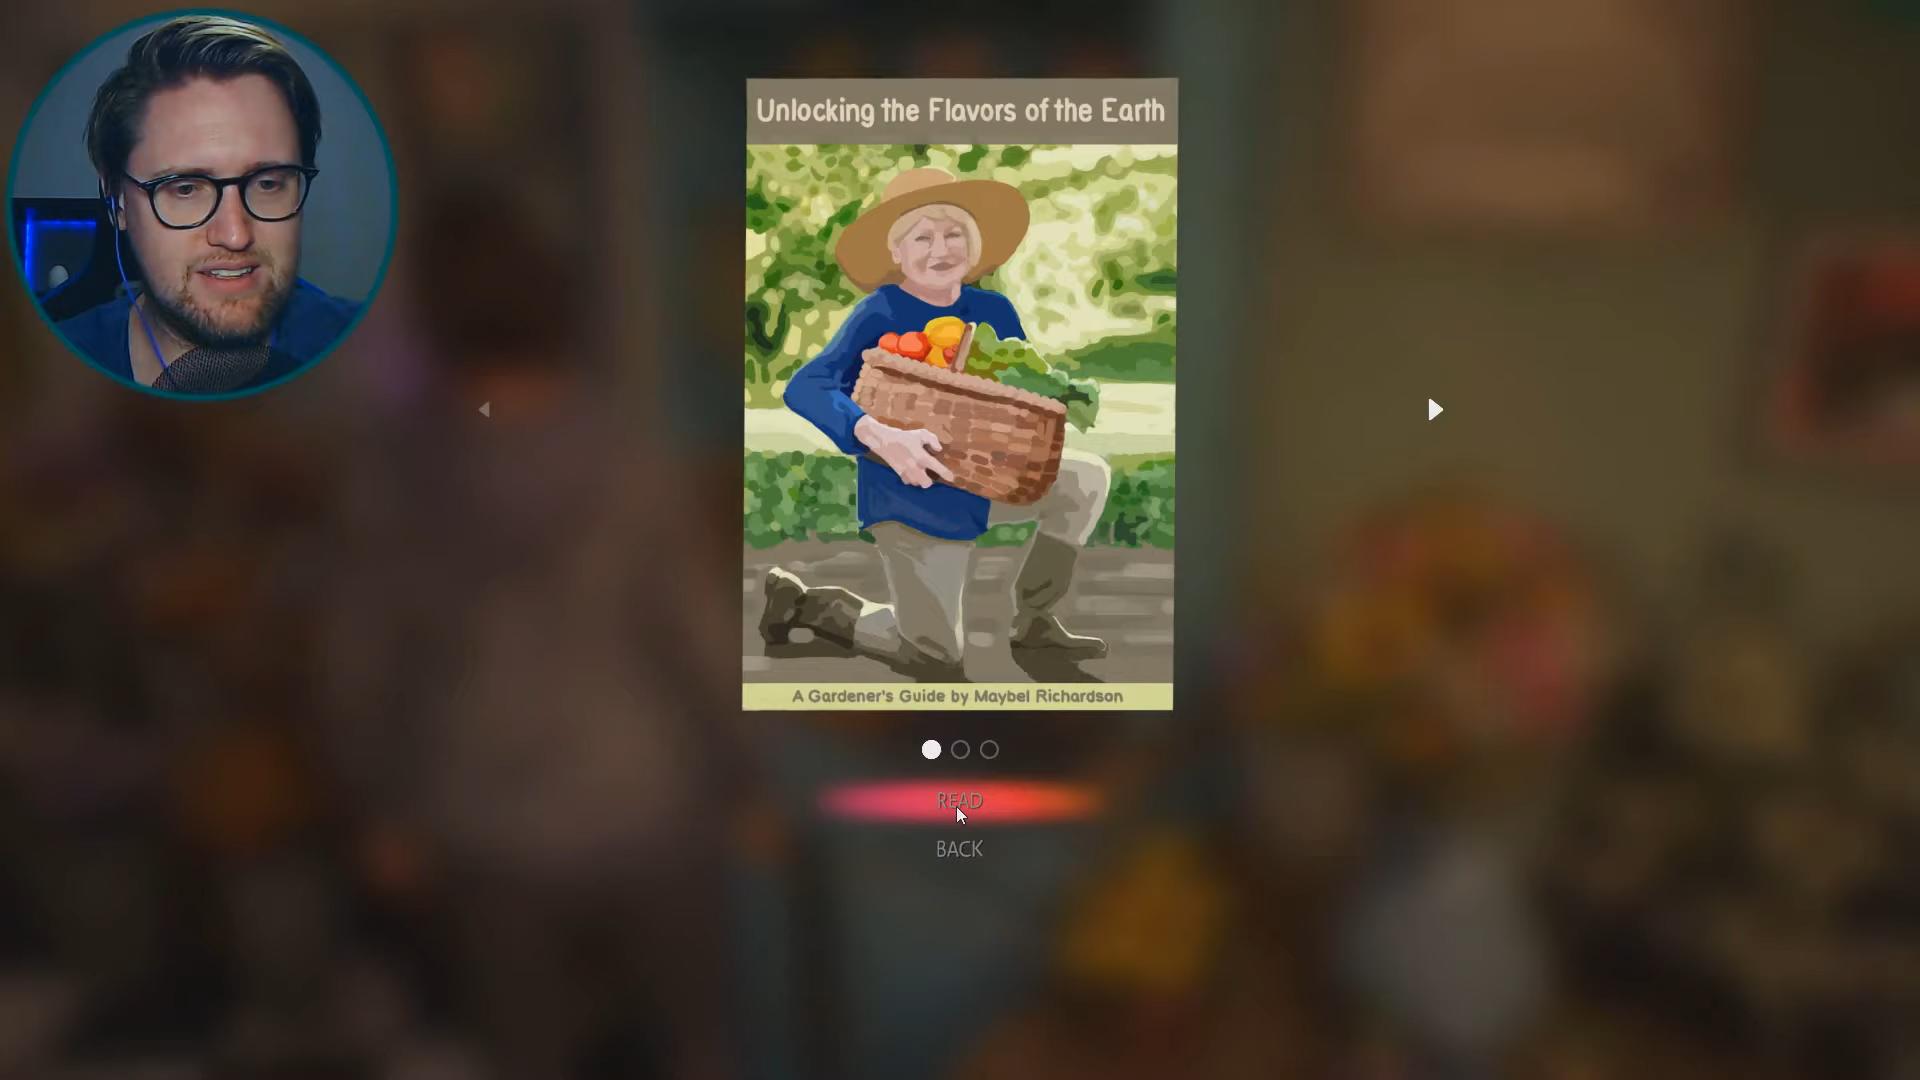 Unlocking the Flavors of the Earth
A Gardener's Guide by Maybel Richardson
READ
BACK